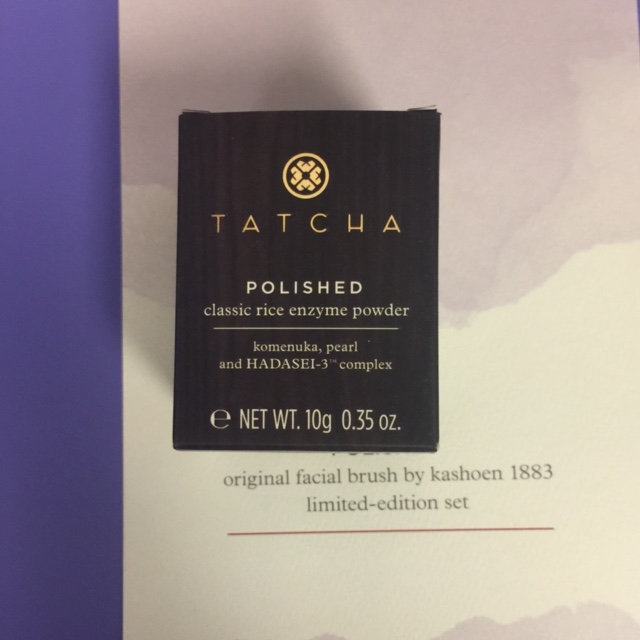 TATCHA
POLISHED
classic rice enzyme powder
komenuka, pearl
and HADASEI-3™ complex
℮ NET WT. 10g 0.35 oz.
original facial brush by kashoen 1883
limited-edition set